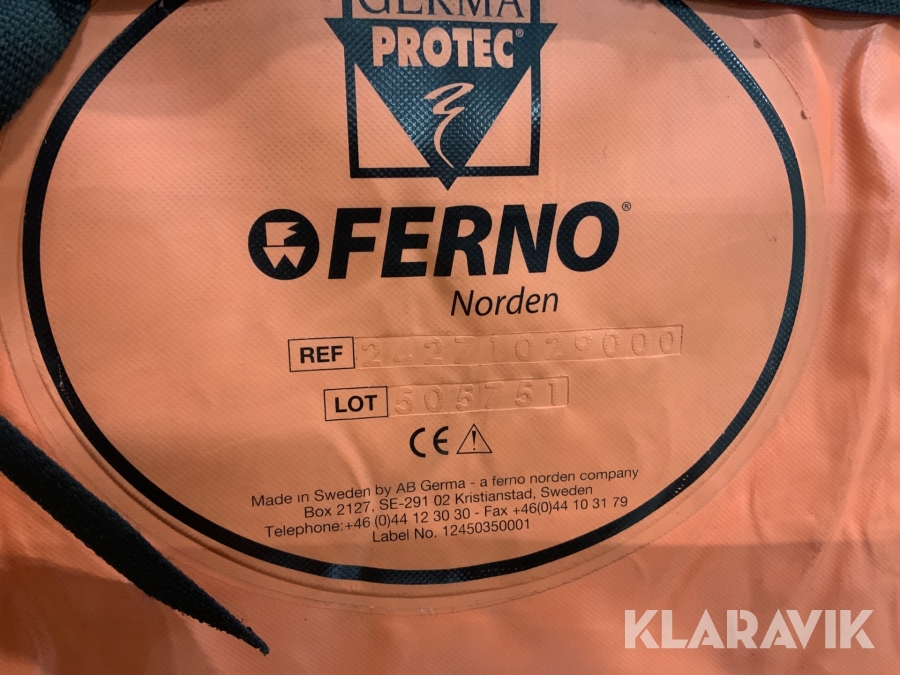 GERMA
PROTEC®
FERNO®
Norden
REF 24271029000
LOT 505751
CE
Made in Sweden by AB Germa - a ferno norden company
Box 2127, SE-291 02 Kristianstad, Sweden
Telephone:+46 (0)44 12 30 30 - Fax +46(0)44 10 31 79
Label No. 12450350001
KLARAVIK